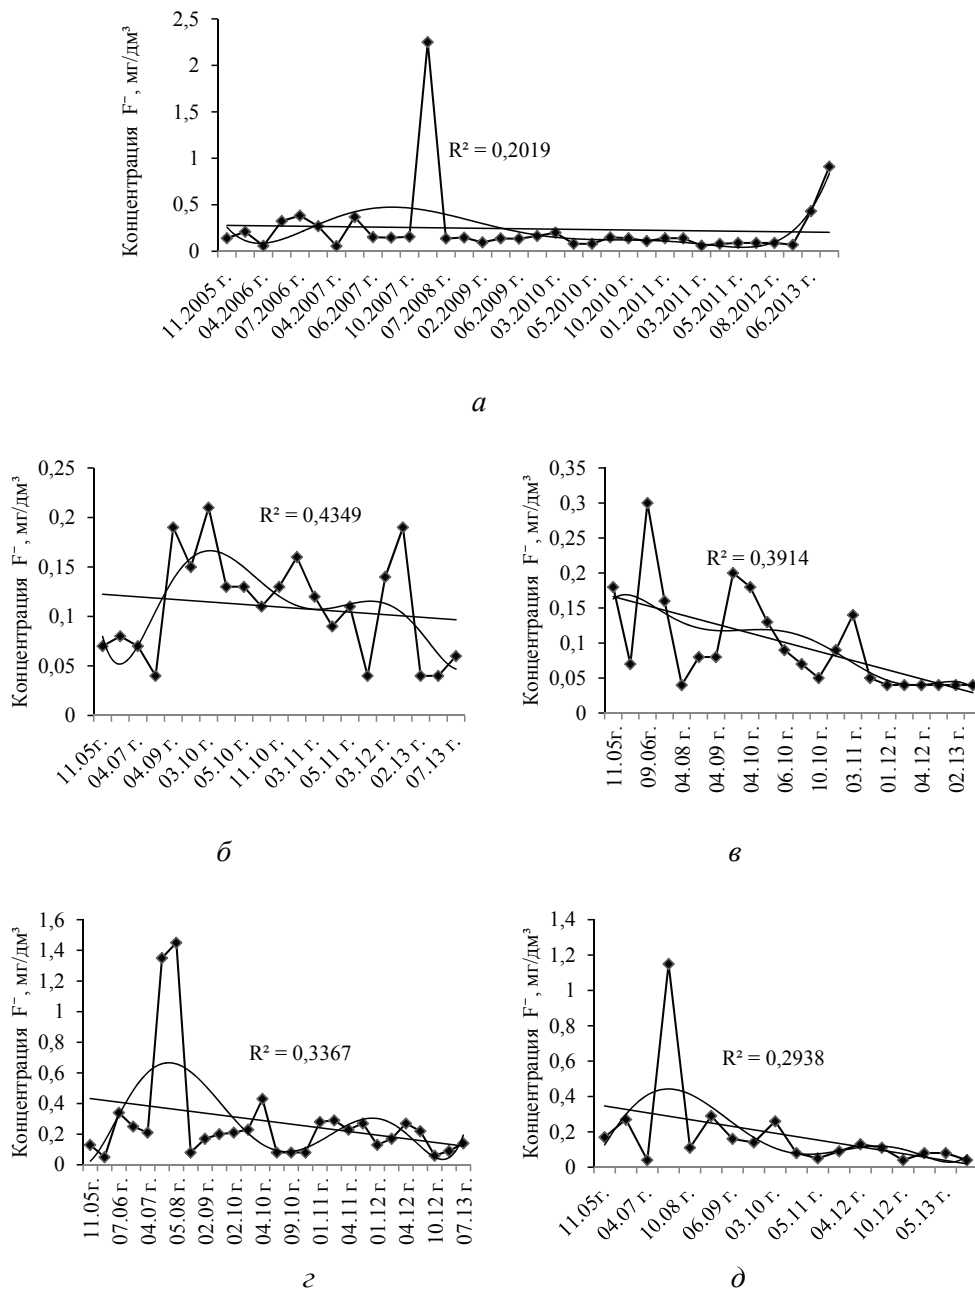 Концентрация F⁻, мг/дм³
2,5
2
1,5
1
0,5
0
R² = 0,2019
11.2005 г.
04.2006 г.
07.2006 г.
04.2007 г.
06.2007 г.
10.2007 г.
07.2008 г.
02.2009 г.
06.2009 г.
03.2010 г.
05.2010 г.
10.2010 г.
01.2011 г.
03.2011 г.
05.2011 г.
08.2012 г.
06.2013 г.
а
Концентрация F⁻, мг/дм³
0,25
0,2
0,15
0,1
0,05
0
R² = 0,4349
11.05г.
04.07 г.
04.09 г.
03.10 г.
05.10 г.
11.10 г.
03.11 г.
05.11 г.
03.12 г.
02.13 г.
07.13 г.
б
Концентрация F⁻, мг/дм³
0,35
0,3
0,25
0,2
0,15
0,1
0,05
0
R² = 0,3914
11.05г.
09.06г.
04.08 г.
04.09 г.
04.10 г.
06.10 г.
10.10 г.
03.11 г.
01.12 г.
04.12 г.
02.13 г.
в
Концентрация F⁻, мг/дм³
1,6
1,4
1,2
1
0,8
0,6
0,4
0,2
0
R² = 0,3367
11.05г.
07.06 г.
04.07 г.
05.08 г.
02.09 г.
02.10 г.
04.10 г.
09.10 г.
01.11 г.
04.11 г.
01.12 г.
04.12 г.
10.12 г.
07.13 г.
г
Концентрация F⁻, мг/дм³
1,4
1,2
1
0,8
0,6
0,4
0,2
0
R² = 0,2938
11.05г.
04.07 г.
10.08 г.
06.09 г.
03.10 г.
05.11 г.
04.12 г.
10.12 г.
05.13 г.
д